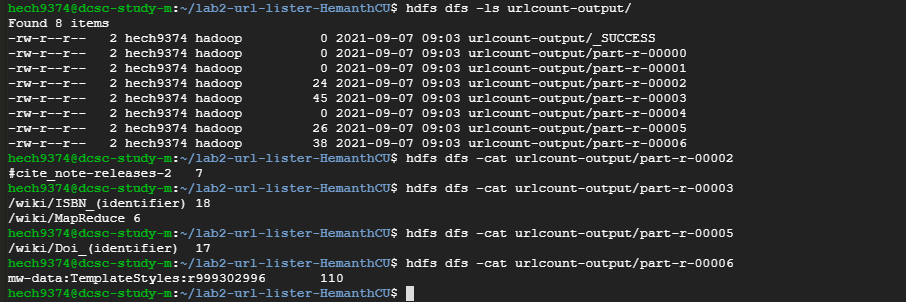 hech9374@dcsc-study-m:~/lab2-url-lister-HemanthCU$ hdfs dfs -ls urlcount-output/
Found 8 items
-rw-r--r--   2 hech9374 hadoop          0 2021-09-07 09:03 urlcount-output/_SUCCESS
-rw-r--r--   2 hech9374 hadoop          0 2021-09-07 09:03 urlcount-output/part-r-00000
-rw-r--r--   2 hech9374 hadoop          0 2021-09-07 09:03 urlcount-output/part-r-00001
-rw-r--r--   2 hech9374 hadoop         24 2021-09-07 09:03 urlcount-output/part-r-00002
-rw-r--r--   2 hech9374 hadoop         45 2021-09-07 09:03 urlcount-output/part-r-00003
-rw-r--r--   2 hech9374 hadoop          0 2021-09-07 09:03 urlcount-output/part-r-00004
-rw-r--r--   2 hech9374 hadoop         26 2021-09-07 09:03 urlcount-output/part-r-00005
-rw-r--r--   2 hech9374 hadoop         38 2021-09-07 09:03 urlcount-output/part-r-00006
hech9374@dcsc-study-m:~/lab2-url-lister-HemanthCU$ hdfs dfs -cat urlcount-output/part-r-00002
#cite_note-releases-2   7
hech9374@dcsc-study-m:~/lab2-url-lister-HemanthCU$ hdfs dfs -cat urlcount-output/part-r-00003
/wiki/ISBN_(identifier) 18
/wiki/MapReduce 6
hech9374@dcsc-study-m:~/lab2-url-lister-HemanthCU$ hdfs dfs -cat urlcount-output/part-r-00005
/wiki/Doi_(identifier)  17
hech9374@dcsc-study-m:~/lab2-url-lister-HemanthCU$ hdfs dfs -cat urlcount-output/part-r-00006
mw-data:TemplateStyles:r999302996       110
hech9374@dcsc-study-m:~/lab2-url-lister-HemanthCU$